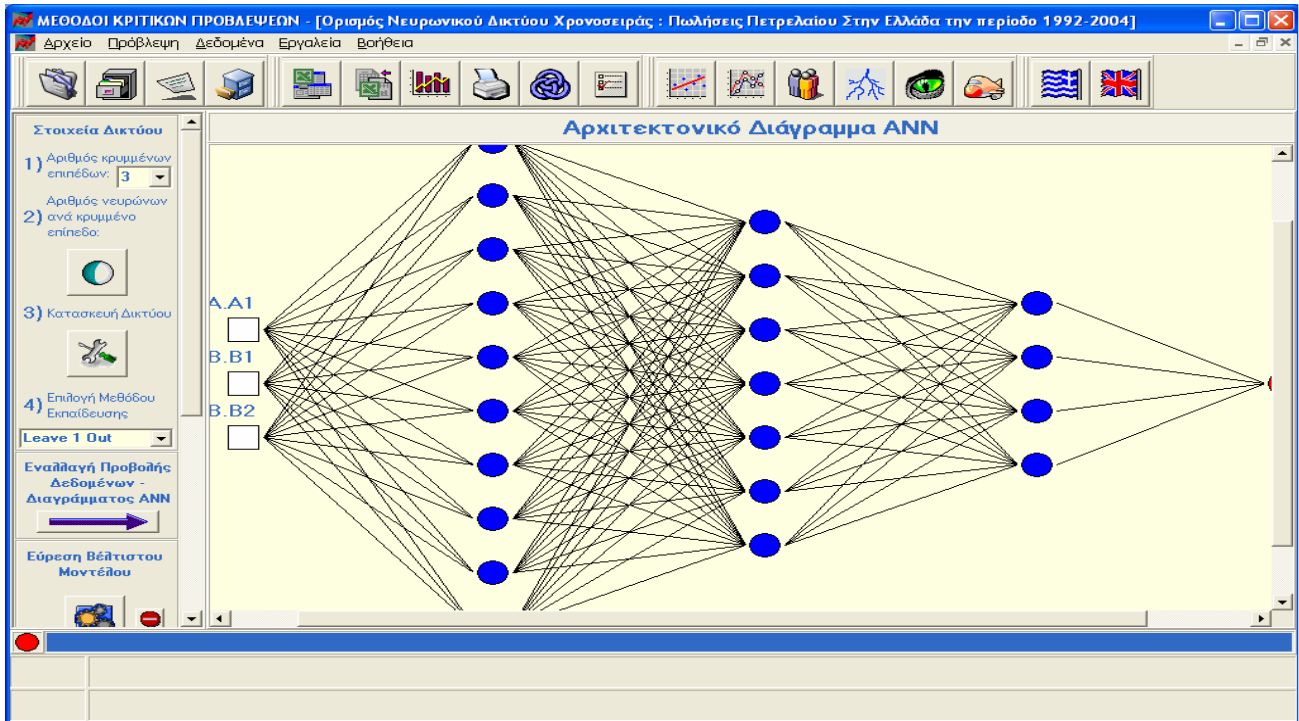 ΜΕΘΟΔΟΙ ΚΡΙΤΙΚΩΝ ΠΡΟΒΛΕΨΕΩΝ - [Ορισμός Νευρωνικού Δικτύου Χρονοσειράς : Πωλήσεις Πετρελαίου Στην Ελλάδα την περίοδο 1992-2004]
Αρχείο Πρόβλεψη Δεδομένα Εργαλεία Βοήθεια
Στοιχεία Δικτύου
1) Αριθμός κρυμμένων
επιπέδων: 3
Αριθμός νευρώνων
2) ανά κρυμμένο
επίπεδο:
3) Κατασκευή Δικτύου
4) Επιλογή Μεθόδου
Εκπαίδευσης
Leave 1 Out
Εναλλαγή Προβολής
Δεδομένων -
Διαγράμματος ΑΝΝ
Εύρεση Βέλτιστου
Μοντέλου
Αρχιτεκτονικό Διάγραμμα ΑΝΝ
A.A1
B.B1
B.B2